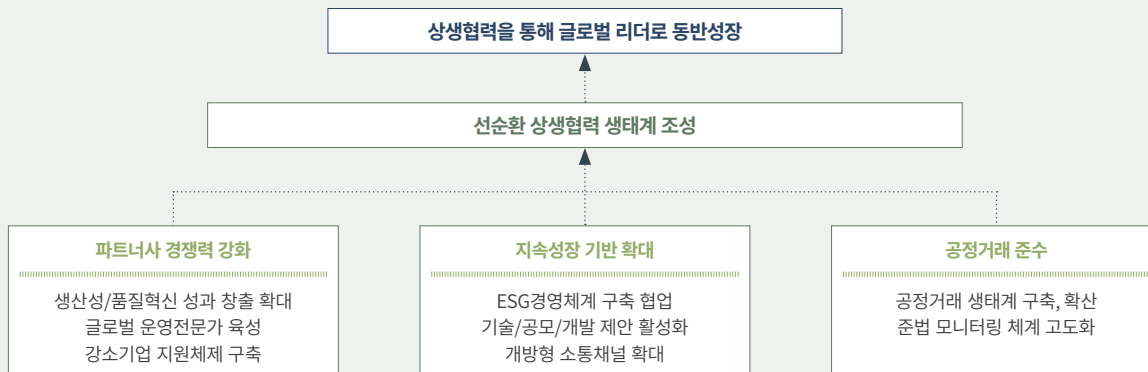 상생협력을 통해 글로벌 리더로 동반성장
선순환 상생협력 생태계 조성
파트너사 경쟁력 강화
생산성/품질혁신 성과 창출 확대
글로벌 운영전문가 육성
강소기업 지원체제 구축
지속성장 기반 확대
ESG경영체계 구축 협업
기술/공모/개발 제안 활성화
개방형 소통채널 확대
공정거래 준수
공정거래 생태계 구축, 확산
준법 모니터링 체계 고도화